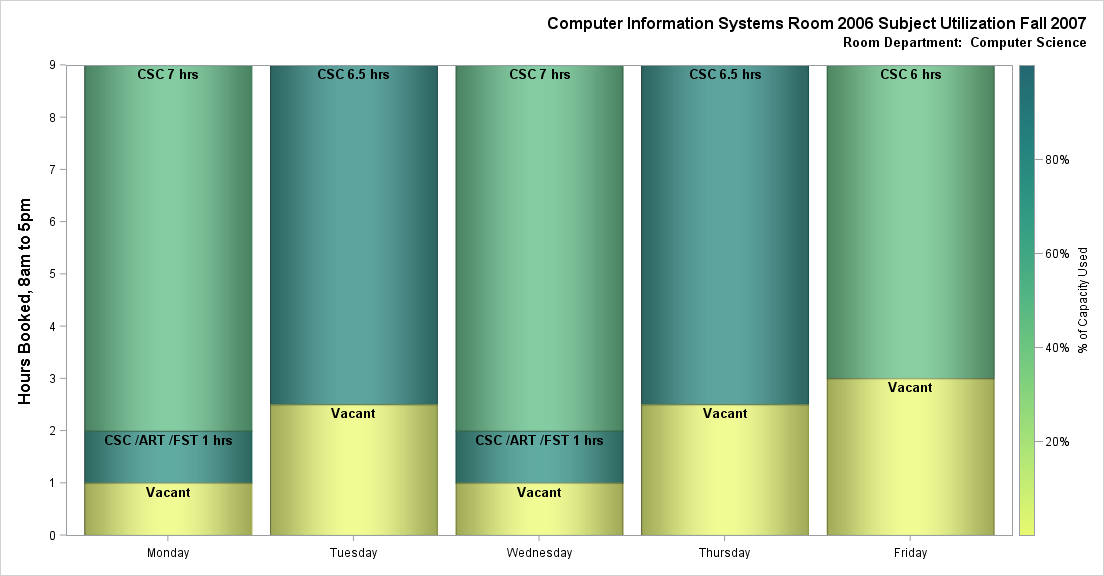 Computer Information Systems Room 2006 Subject Utilization Fall 2007
Room Department:  Computer Science
Hours Booked, 8am to 5pm
9
8
7
6
5
4
3
2
1
0
CSC 7 hrs
CSC /ART /FST 1 hrs
Vacant
Monday
CSC 6.5 hrs
Vacant
Tuesday
CSC 7 hrs
CSC /ART /FST 1 hrs
Vacant
Wednesday
CSC 6.5 hrs
Vacant
Thursday
CSC 6 hrs
Vacant
Friday
80%
60%
40%
20%
% of Capacity Used